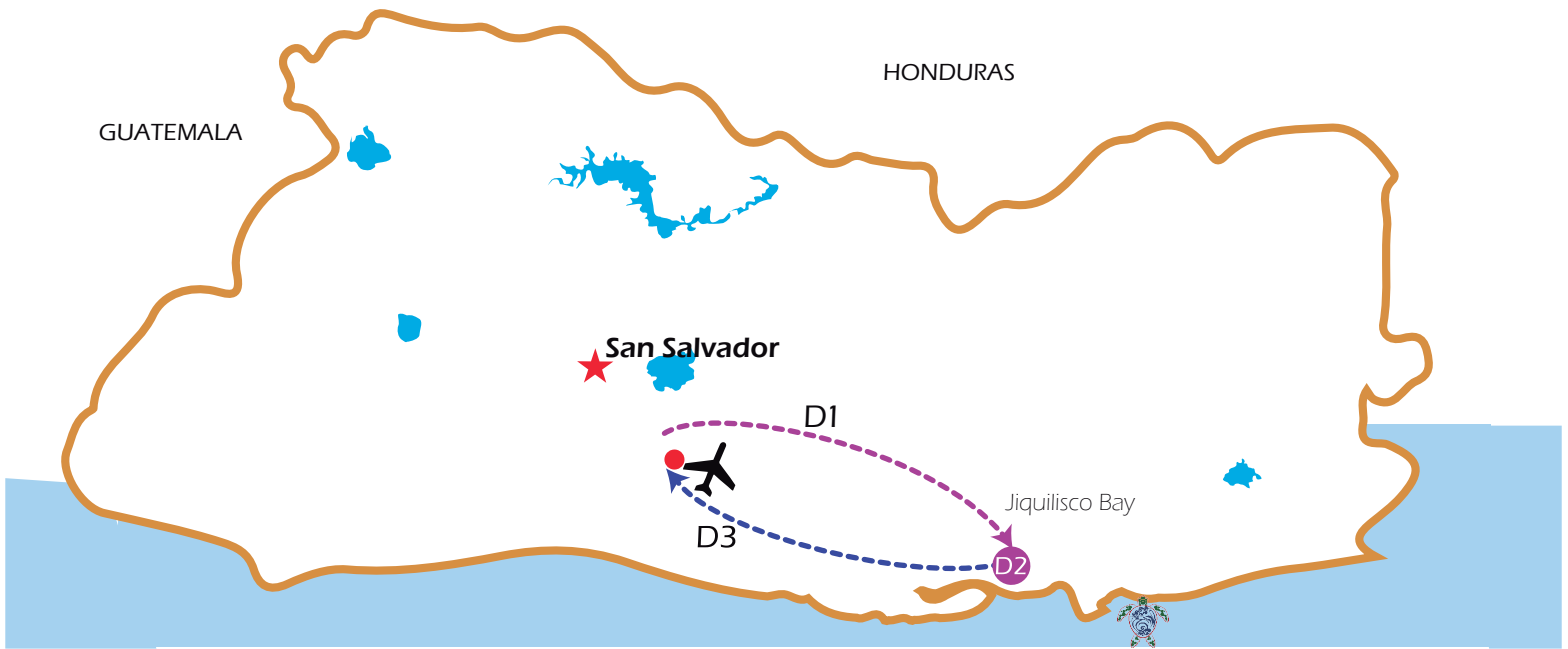 HONDURAS
GUATEMALA
San Salvador
D1
Jiquilisco Bay
D3
D2